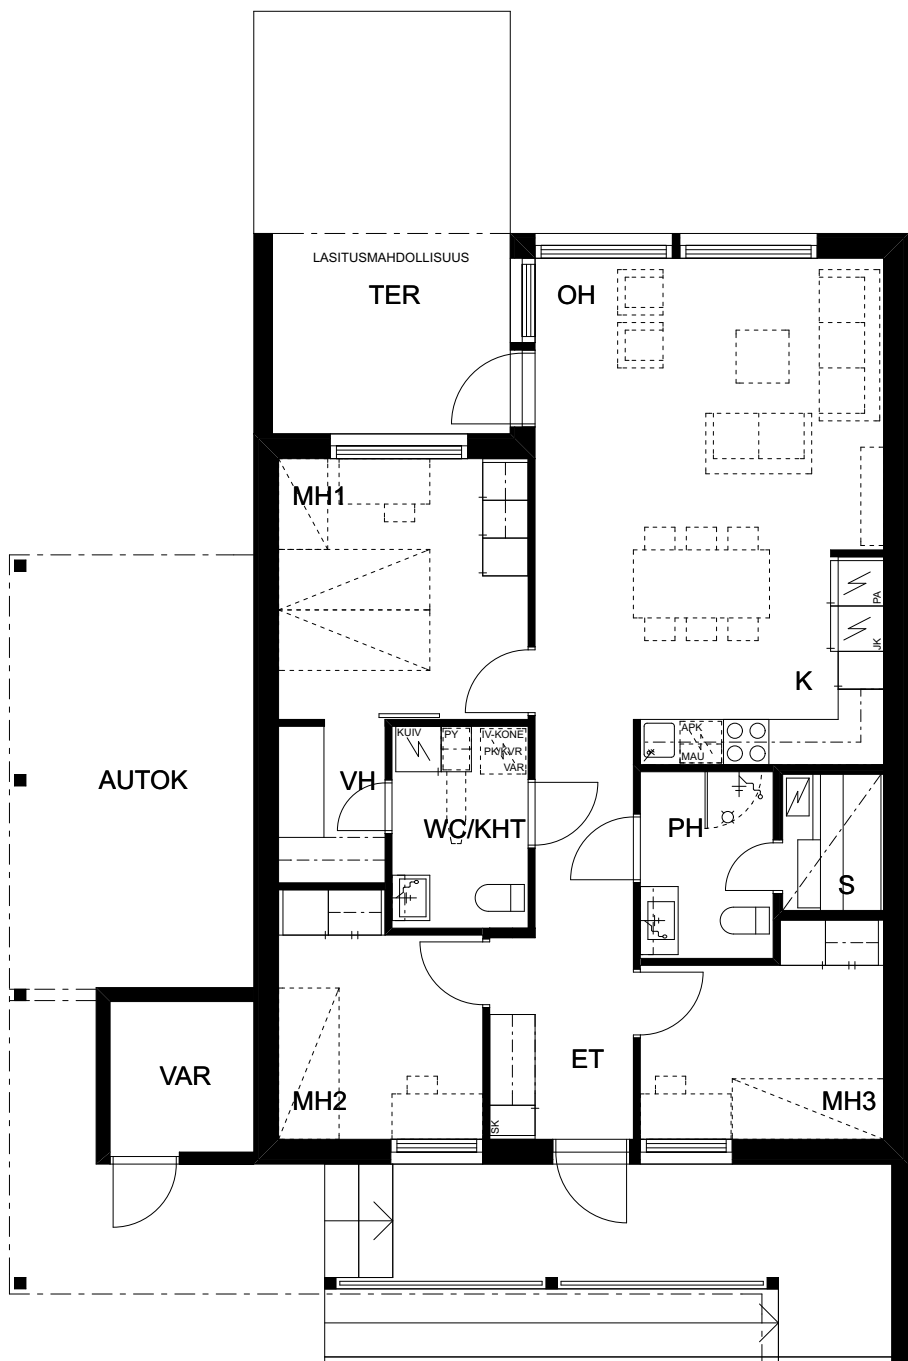 LASITUSMAHDOLLISUUS
TER
OH
MH1
PA
JK
K
KUIV
PY
IV-KONE
PK/KVR
VAR
APK
MAU
AUTOK
VH
WC/KHT
PH
S
VAR
ET
MH2
SK
MH3